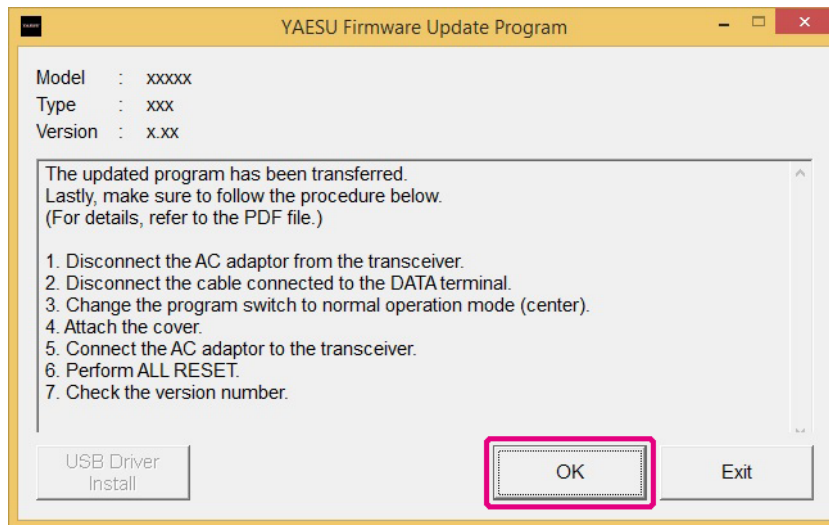 YAESU Firmware Update Program
Model : xxxxx
Type : xxx
Version : x.xx
The updated program has been transferred.
Lastly, make sure to follow the procedure below.
(For details, refer to the PDF file.)
1. Disconnect the AC adaptor from the transceiver.
2. Disconnect the cable connected to the DATA terminal.
3. Change the program switch to normal operation mode (center).
4. Attach the cover.
5. Connect the AC adaptor to the transceiver.
6. Perform ALL RESET.
7. Check the version number.
USB Driver
Install
OK
Exit